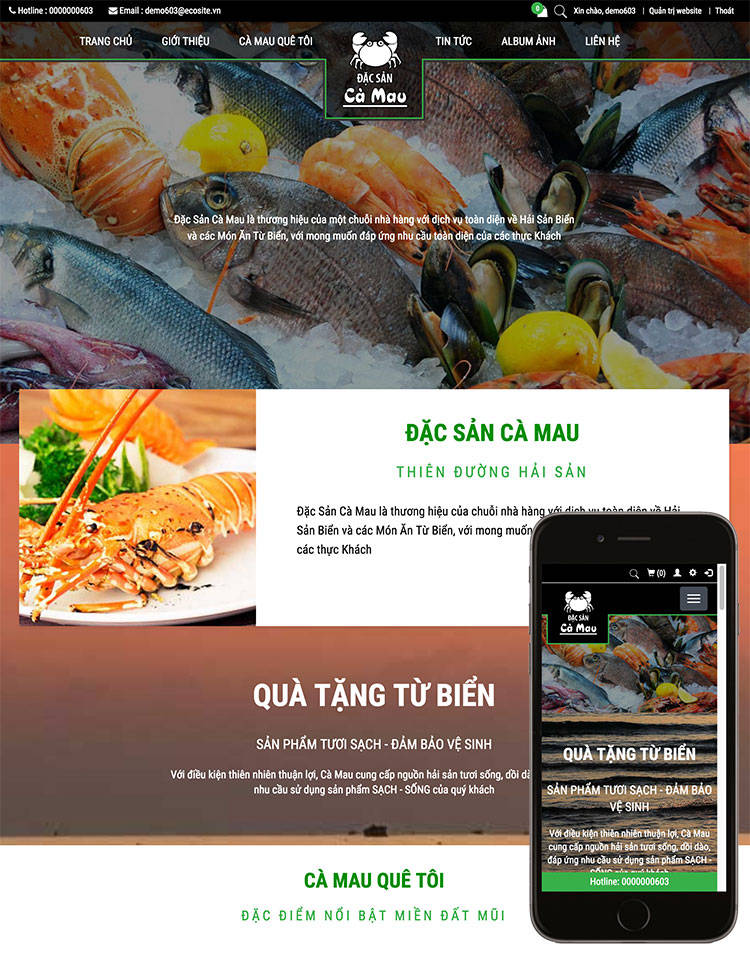 Hotline : 0000000603
Email : demo603@ecosite.vn
0
Xin chào, demo603 | Quản trị website | Thoát
TRANG CHỦ
GIỚI THIỆU
CÀ MAU QUÊ TÔI
ĐẶC SẢN
Cà Mau
TIN TỨC
ALBUM ẢNH
LIÊN HỆ
Đặc Sản Cà Mau là thương hiệu của một chuỗi nhà hàng với dịch vụ toàn diện về Hải Sản Biển
và các Món Ăn Từ Biển, với mong muốn đáp ứng nhu cầu toàn diện của các thực Khách
ĐẶC SẢN CÀ MAU
THIÊN ĐƯỜNG HẢI SẢN
Đặc Sản Cà Mau là thương hiệu của chuỗi nhà hàng với dịch vụ toàn diện về Hải
Sản Biển và các Món Ăn Từ Biển, với mong muốn
các thực Khách
QUÀ TẶNG TỪ BIỂN
SẢN PHẨM TƯƠI SẠCH - ĐẢM BẢO VỆ SINH
Với điều kiện thiên nhiên thuận lợi, Cà Mau cung cấp nguồn hải sản tươi sống, dồi
nhu cầu sử dụng sản phẩm SẠCH - SỐNG của quý khách
CÀ MAU QUÊ TÔI
ĐẶC ĐIỂM NỔI BẬT MIỀN ĐẤT MŨI
(0)
ĐẶC SẢN
Cà Mau
QUÀ TẶNG TỪ BIỂN
SẢN PHẨM TƯƠI SẠCH - ĐẢM BẢO
VỆ SINH
Với điều kiện thiên nhiên thuận lợi, Cà Mau
cung cấp nguồn hải sản tươi sống, dồi dào,
đáp ứng nhu cầu sử dụng sản phẩm SẠCH -
SỐNG của quý khách
Hotline: 0000000603